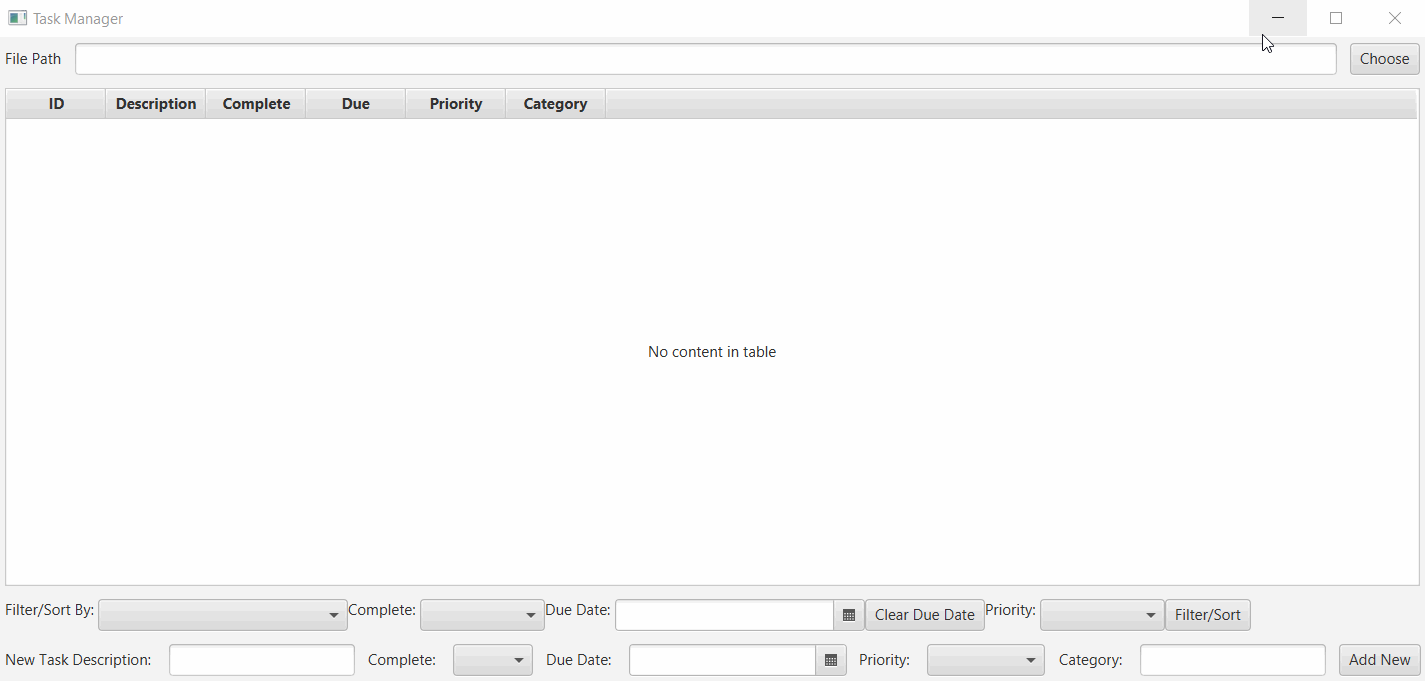 Task Manager
File Path Choose
ID Description Complete Due Priority Category
No content in table
Filter/Sort By: Complete: Due Date: Clear Due Date Priority: Filter/Sort
New Task Description: Complete: Due Date: Priority: Category: Add New